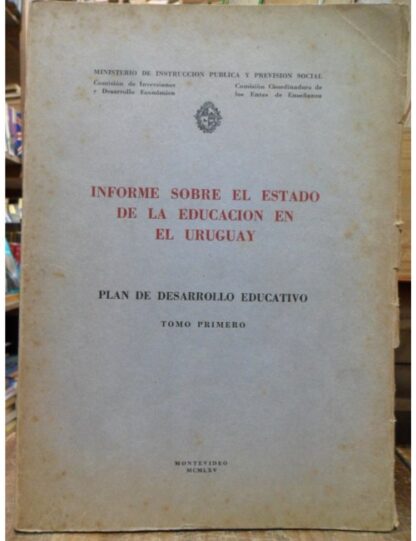 MINISTERIO DE INSTRUCCION PUBLICA Y PREVISION SOCIAL
Comisión de Inversiones
y Desarrollo Económico
Comisión Coordinadora de
los Entes de Enseñanza
INFORME SOBRE EL ESTADO
DE LA EDUCACION EN
EL URUGUAY
PLAN DE DESARROLLO EDUCATIVO
TOMO PRIMERO
MONTEVIDEO
MCMLXV